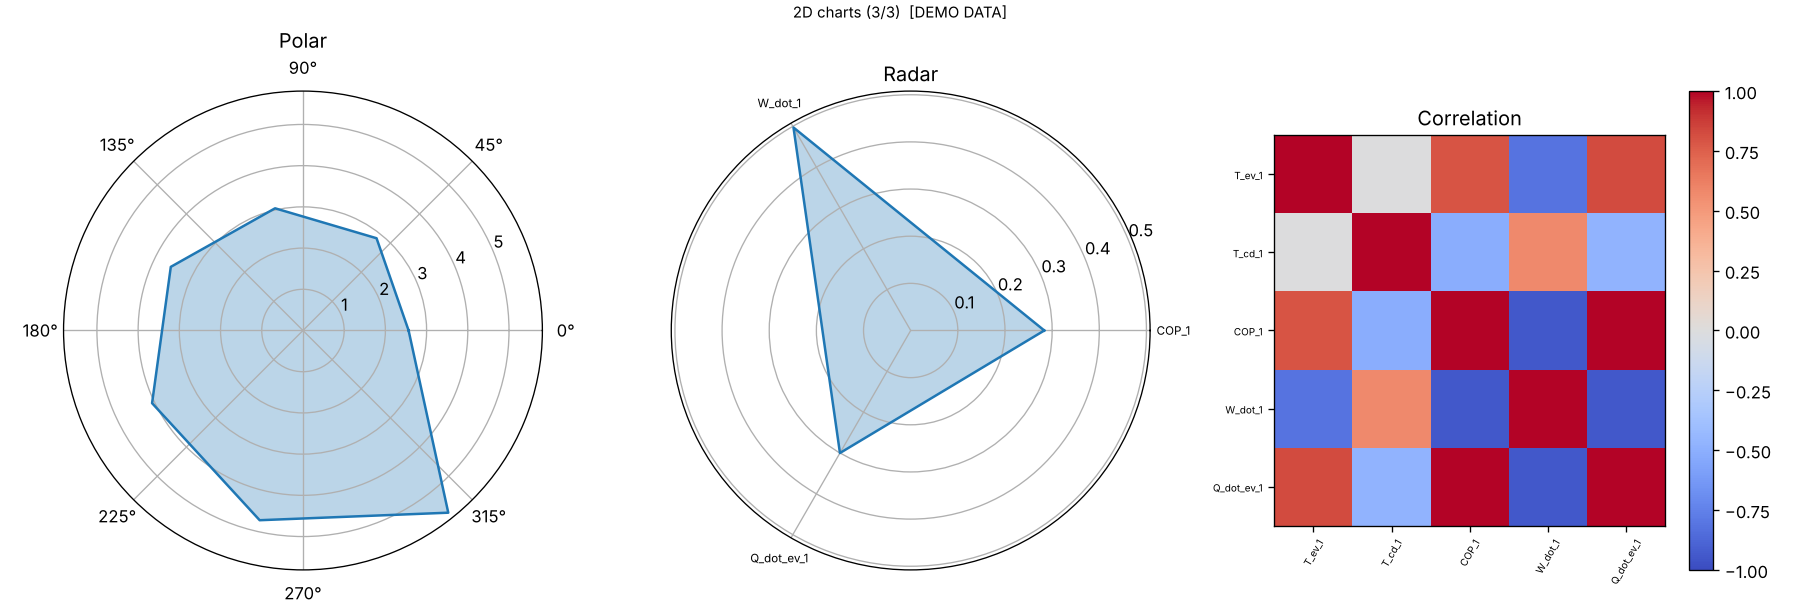 2D charts (3/3)  [DEMO DATA]
Polar
90°
135°
45°
180°
0°
225°
315°
270°
1
2
3
4
5
Radar
W_dot_1
COP_1
Q_dot_ev_1
0.1
0.2
0.3
0.4
0.5
Correlation
T_ev_1
T_cd_1
COP_1
W_dot_1
Q_dot_ev_1
T_ev_1
T_cd_1
COP_1
W_dot_1
Q_dot_ev_1
1.00
0.75
0.50
0.25
0.00
−0.25
−0.50
−0.75
−1.00